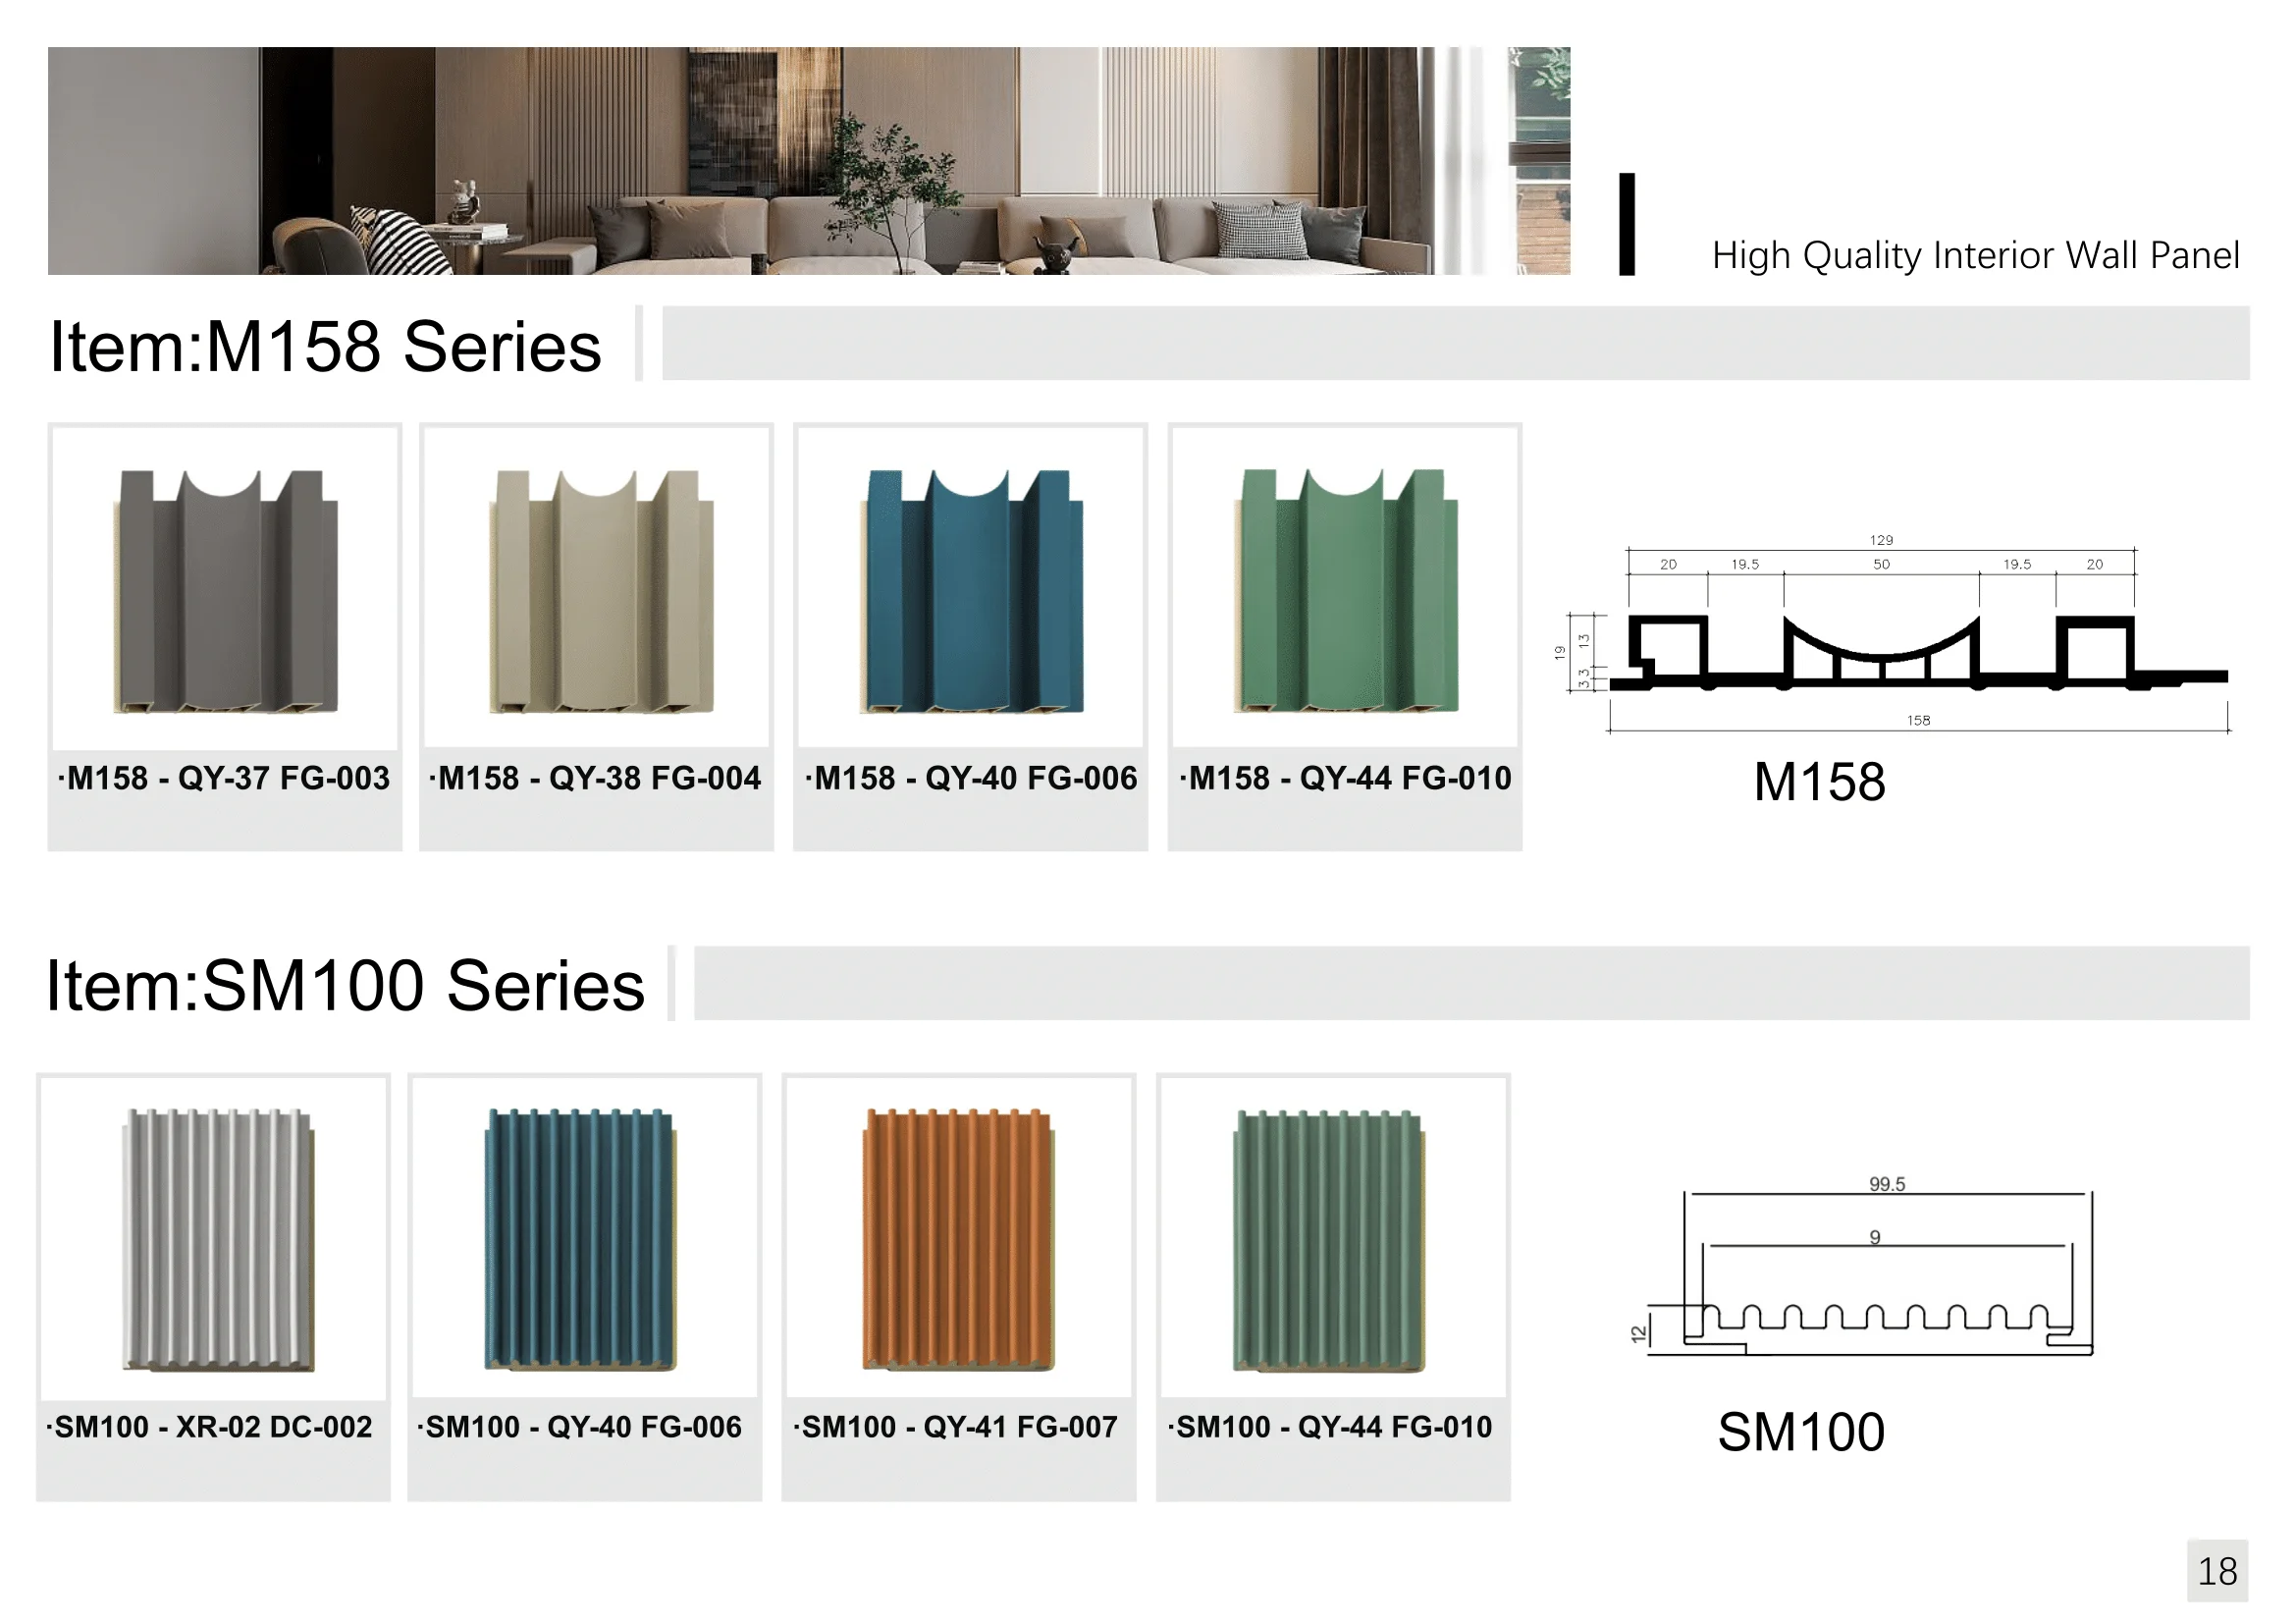 High Quality Interior Wall Panel
Item:M158 Series
·M158 - QY-37 FG-003
·M158 - QY-38 FG-004
·M158 - QY-40 FG-006
·M158 - QY-44 FG-010
129
20 19.5 50 19.5 20
19
13
3
3
158
M158
Item:SM100 Series
·SM100 - XR-02 DC-002
·SM100 - QY-40 FG-006
·SM100 - QY-41 FG-007
·SM100 - QY-44 FG-010
99.5
9
12
SM100
18